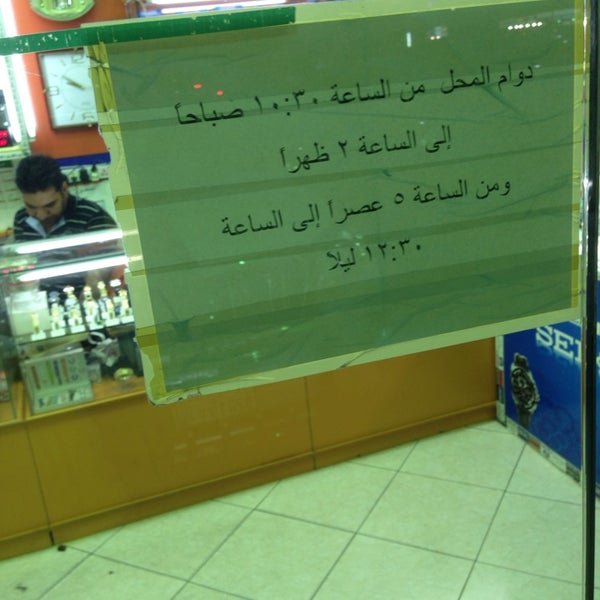 دوام المحل من الساعة ١٠:٣٠ صباحاً
إلى الساعة ٢ ظهراً
ومن الساعة ٥ عصراً إلى الساعة
١٢:٣٠ ليلا